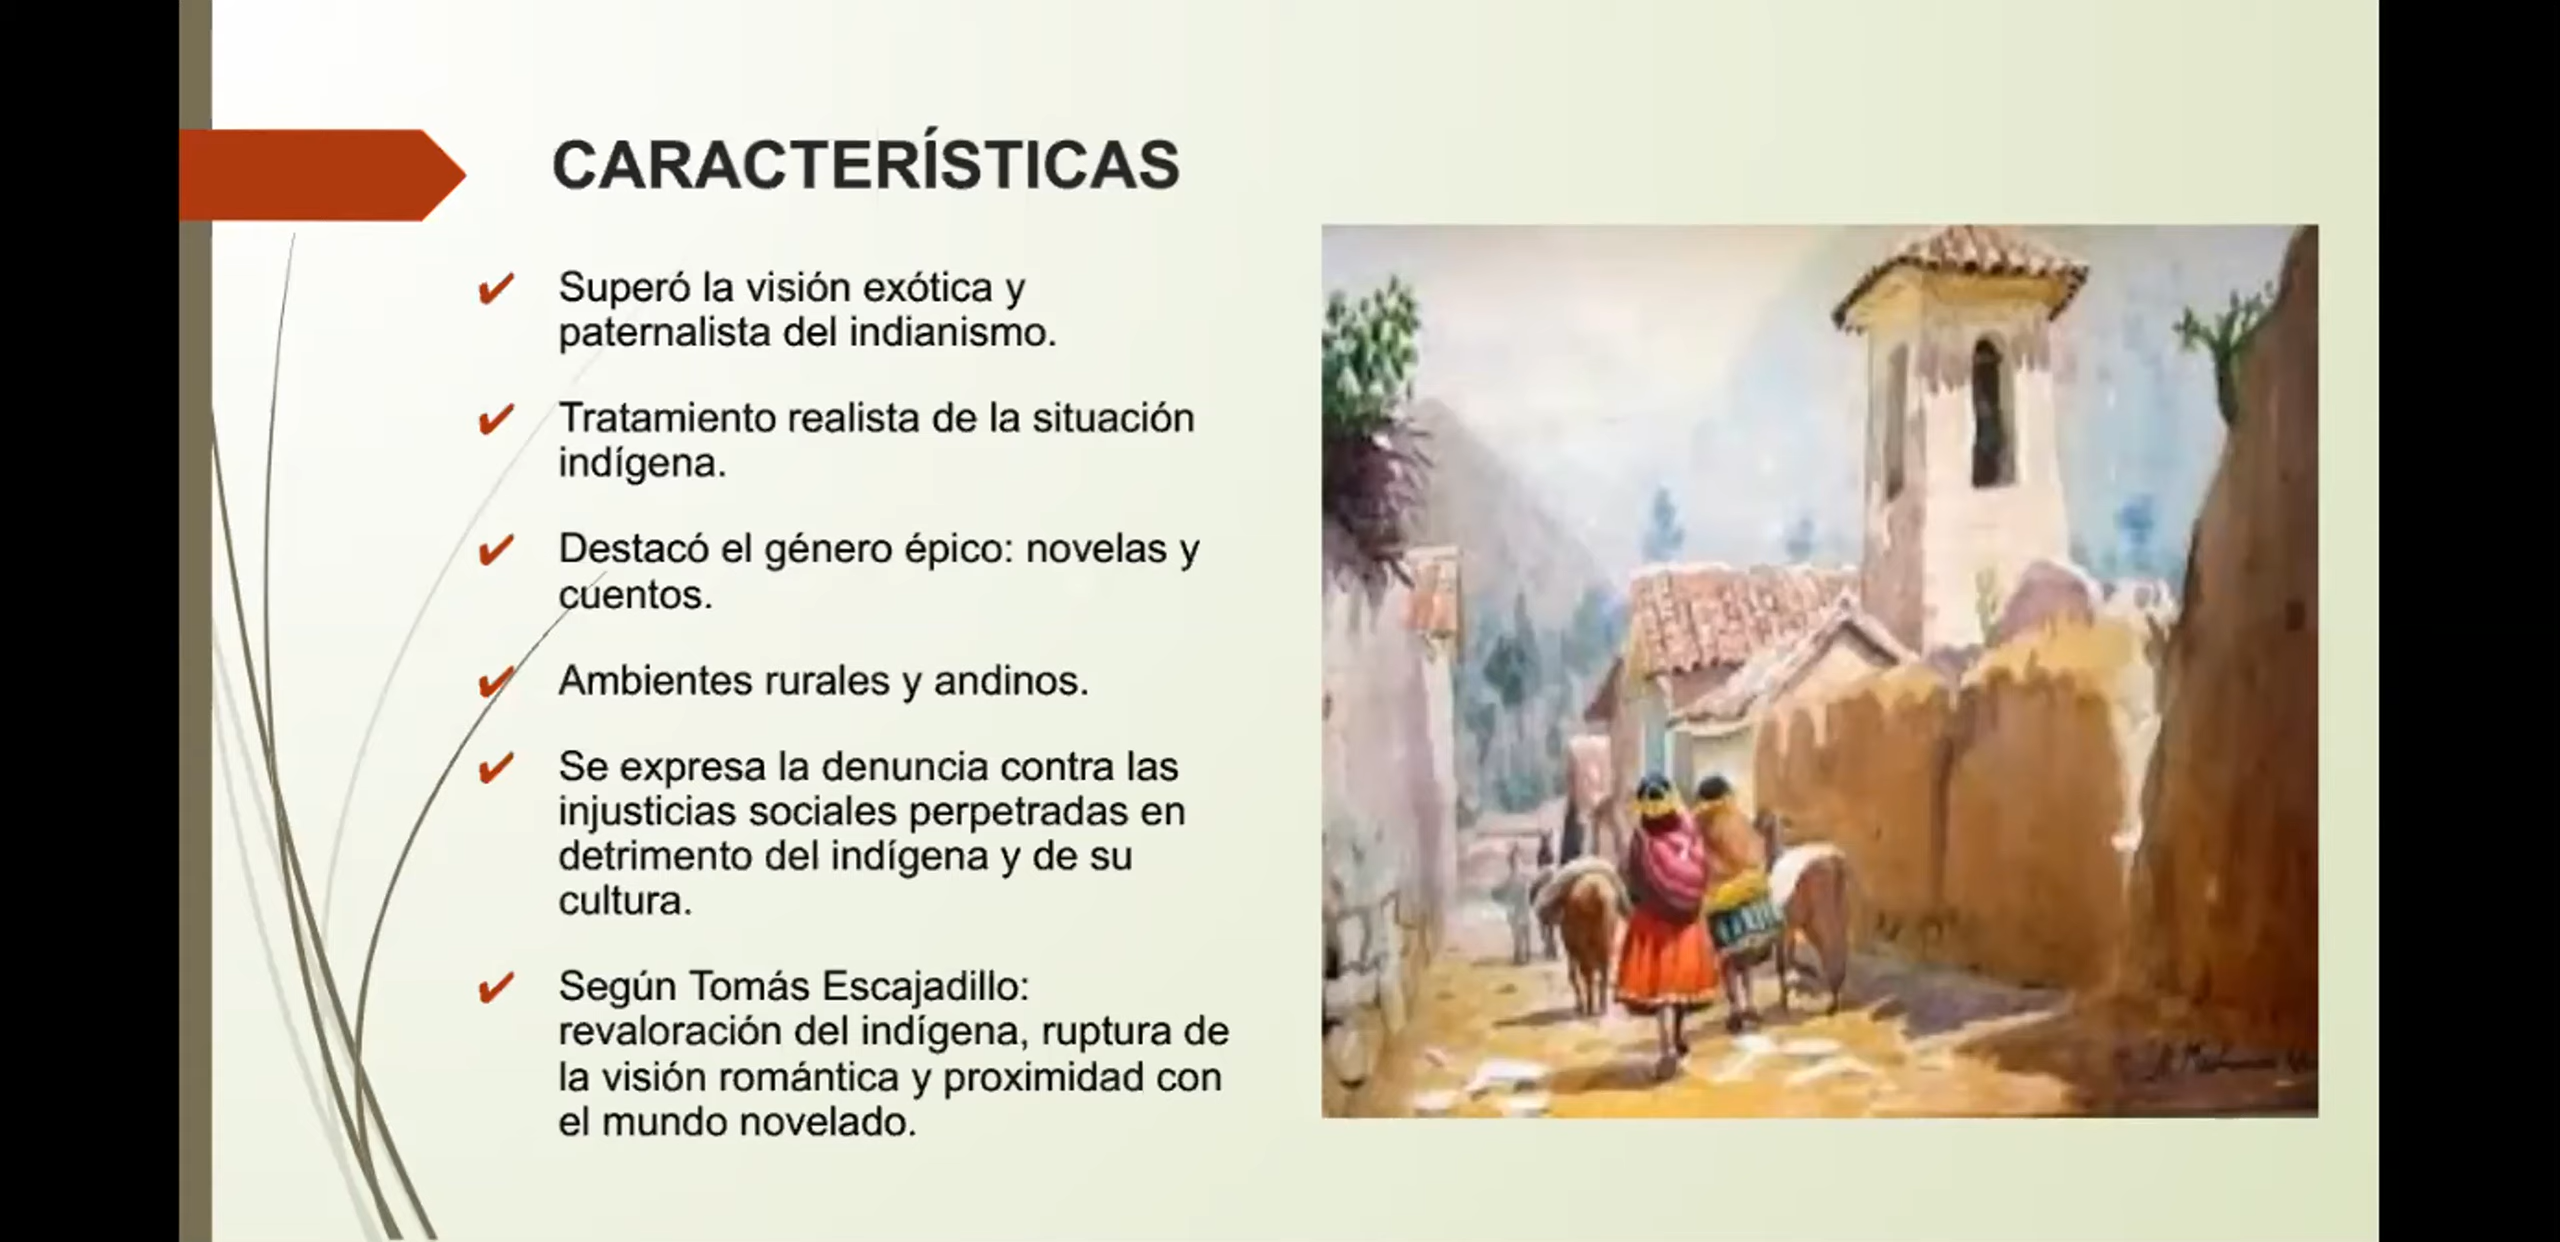 CARACTERÍSTICAS
✔ Superó la visión exótica y
paternalista del indianismo.
✔ Tratamiento realista de la situación
indígena.
✔ Destacó el género épico: novelas y
cuentos.
✔ Ambientes rurales y andinos.
✔ Se expresa la denuncia contra las
injusticias sociales perpetradas en
detrimento del indígena y de su
cultura.
✔ Según Tomás Escajadillo:
revaloración del indígena, ruptura de
la visión romántica y proximidad con
el mundo novelado.